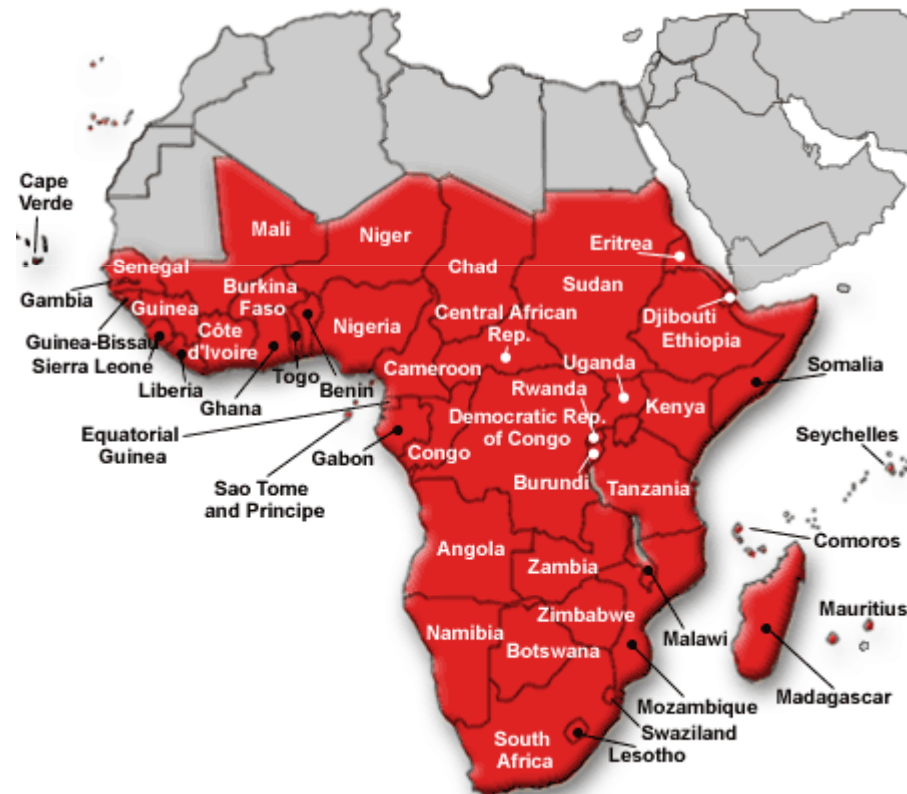 Cape
Verde
Mali
Niger
Eritrea
Senegal
Chad
Sudan
Gambia
Burkina
Faso
Guinea
Central African
Rep.
Djibouti
Nigeria
Côte
d'Ivoire
Ethiopia
Guinea-Bissau
Sierra Leone
Cameroon
Uganda
Somalia
Liberia
Togo
Benin
Rwanda
Ghana
Kenya
Democratic Rep.
of Congo
Equatorial
Guinea
Gabon
Congo
Seychelles
Burundi
Tanzania
Sao Tome
and Principe
Comoros
Angola
Zambia
Mauritius
Zimbabwe
Namibia
Malawi
Botswana
Madagascar
Mozambique
Swaziland
South
Africa
Lesotho